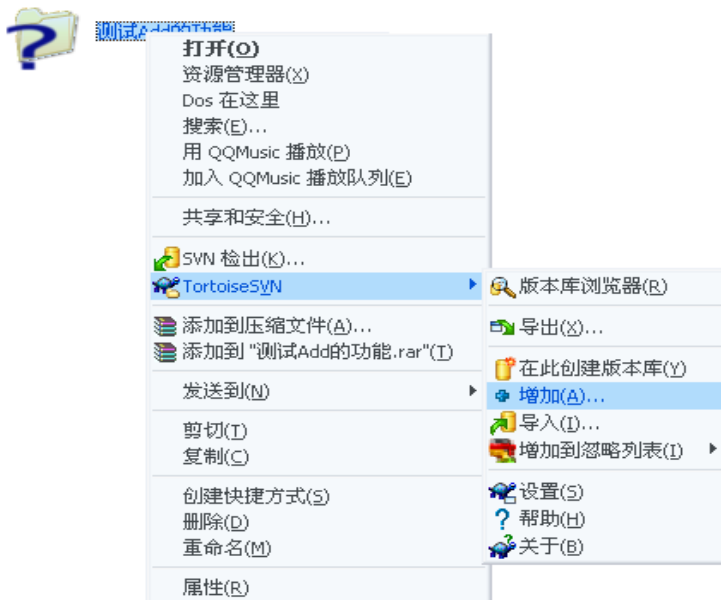 测试Add的功能
打开(O)
资源管理器(X)
Dos 在这里
搜索(E)...
用 QQMusic 播放(P)
加入 QQMusic 播放队列(E)
共享和安全(H)...
SVN 检出(K)...
TortoiseSVN
添加到压缩文件(A)...
添加到 "测试Add的功能.rar"(T)
发送到(N)
剪切(T)
复制(C)
创建快捷方式(S)
删除(D)
重命名(M)
属性(R)
版本库浏览器(R)
导出(X)...
在此创建版本库(Y)
增加(A)...
导入(I)...
增加到忽略列表(I)
设置(S)
帮助(H)
关于(B)